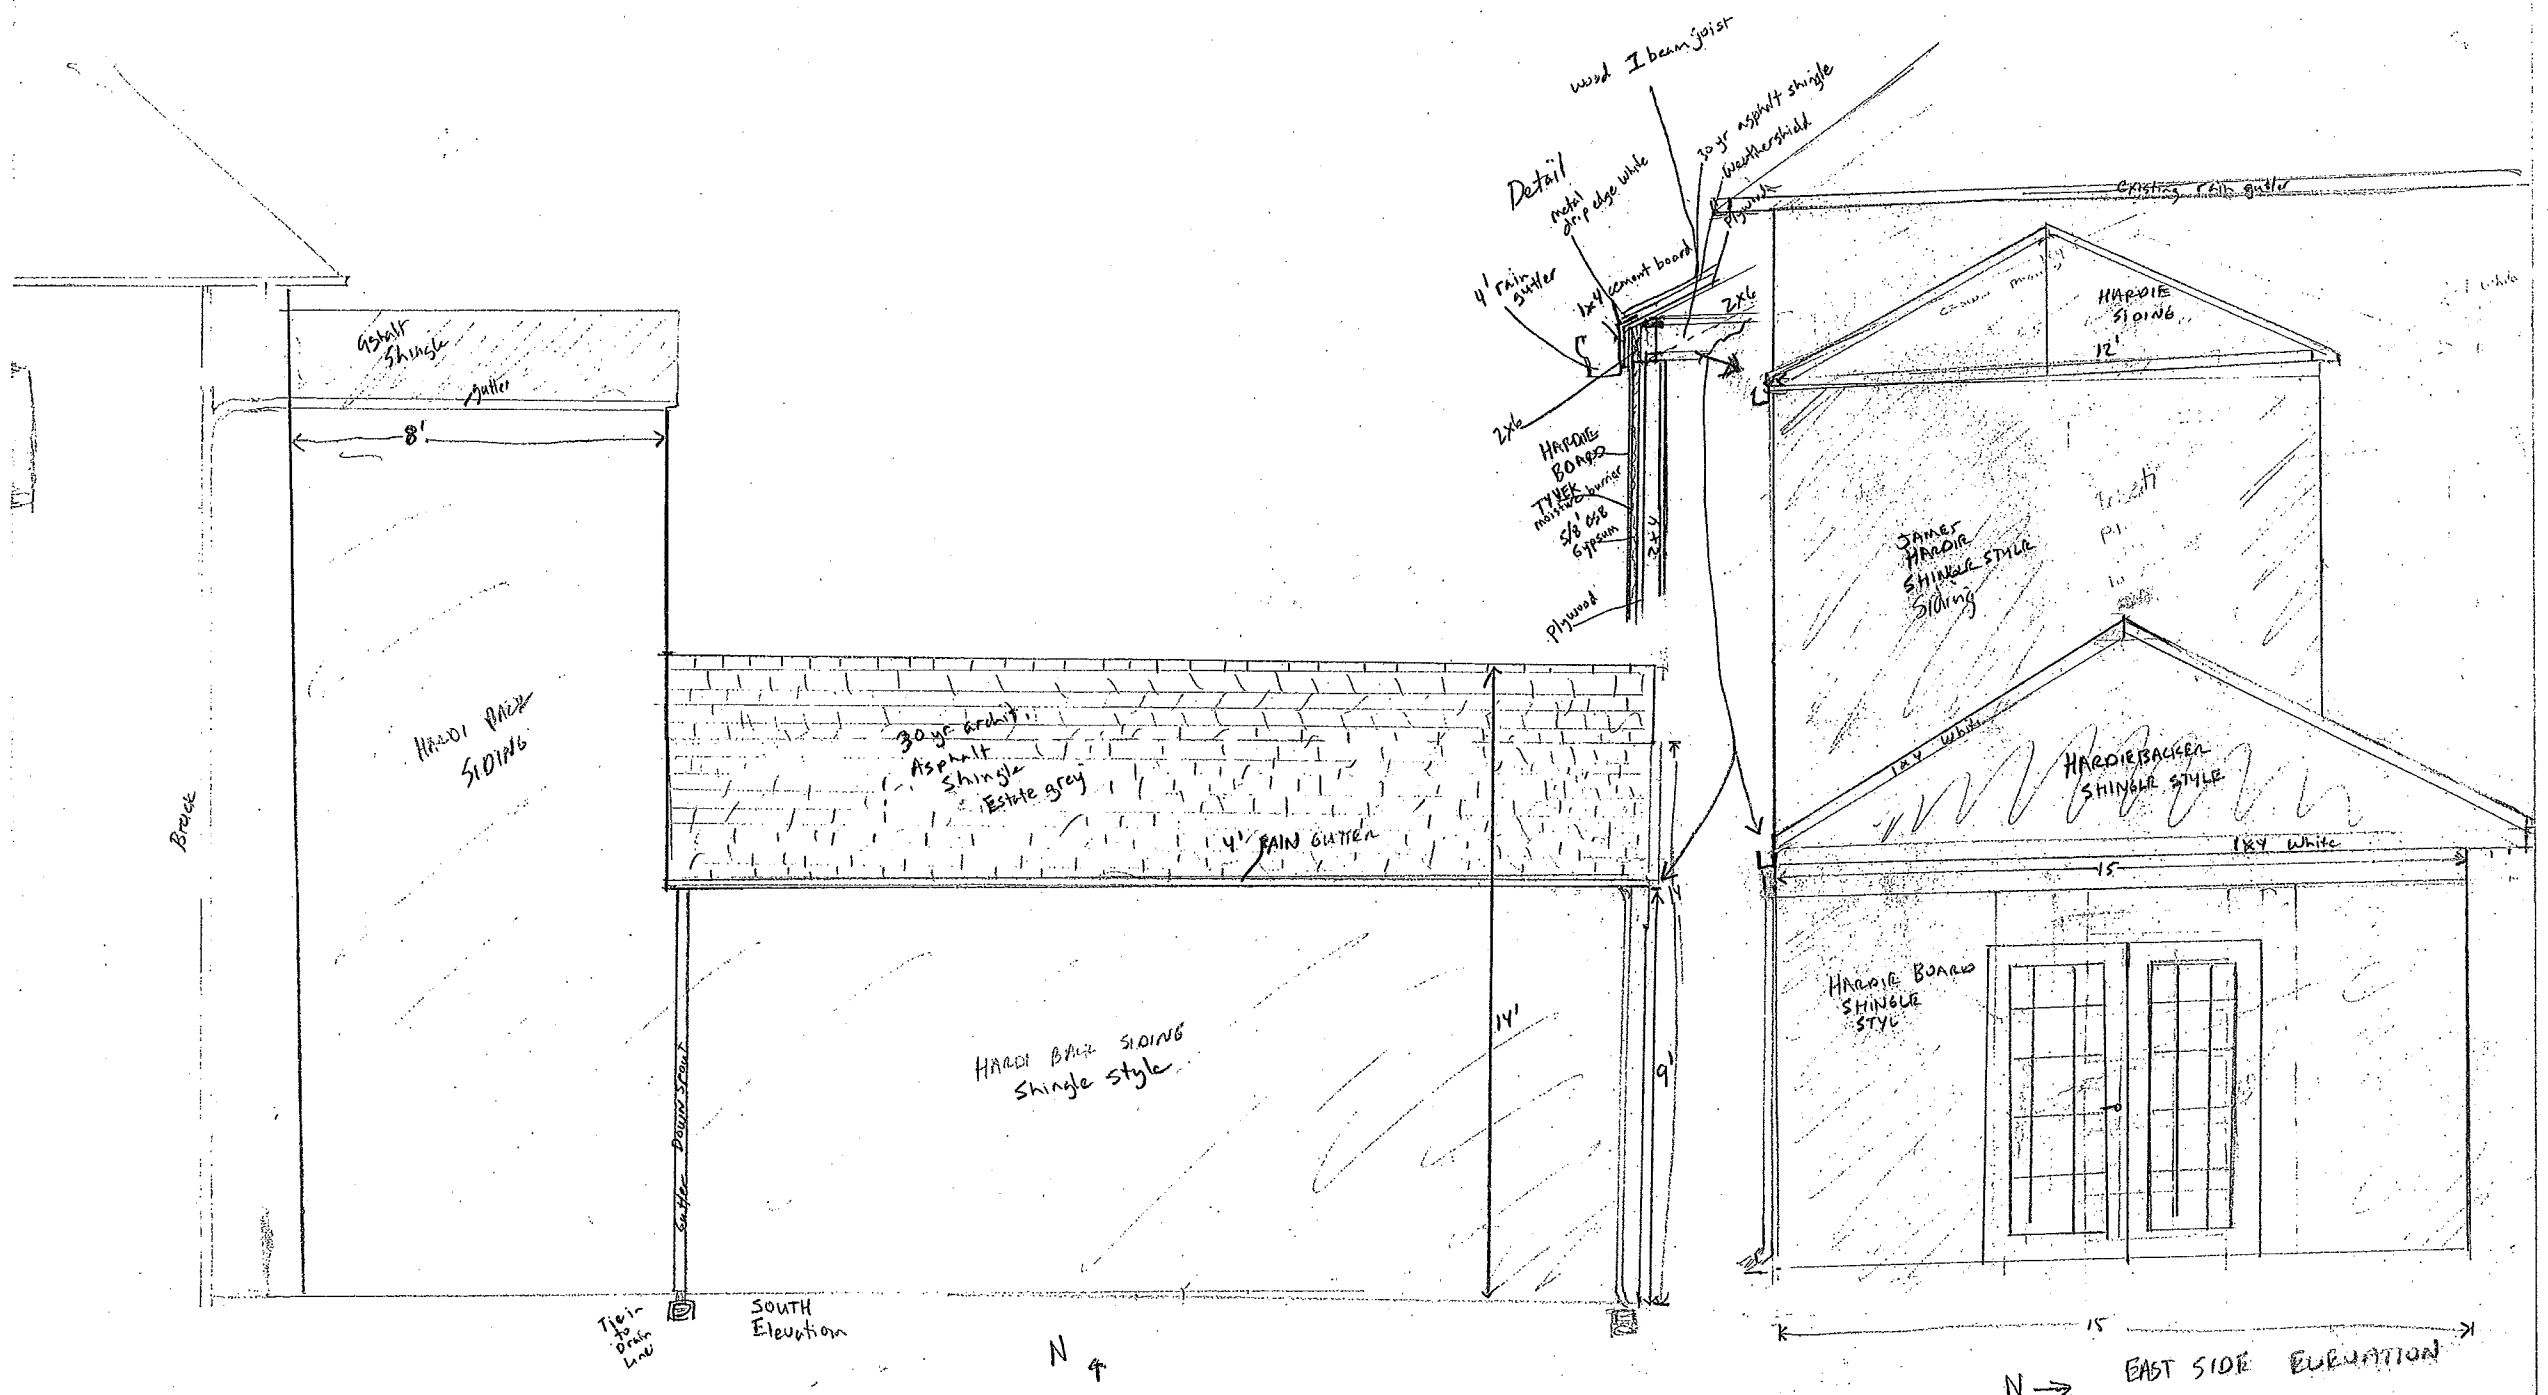 wood I beam joist
30 yr asphalt shingle
Weathershield
Plywood
Detail
metal
drip edge white
1x4 cement board
4' rain
gutter
2x6
2x6
HARDIE
BOARD
TYVEK
moisture barrier
5/8' OSB
Gypsum
2x4
Plywood
Existing rain gutter
HARDIE
SIDING
12'
white
JAMES
HARDIE
SHINGLE STYLE
Siding
1x4 white
HARDIEBACKER
SHINGLE STYLE
1x4 white
15
HARDIE BOARD
SHINGLE
STYL
15
N →
EAST SIDE ELEVATION
ashalt
Shingle
gutter
8'
HARDI BACK
SIDING
Brick
30 yr archit.
Asphalt
Shingle
Estate grey
4' RAIN GUTTER
14'
9'
HARDI BACK SIDING
Shingle style
Gutter DOWN SPOUT
Tie in
to
Drain
Line
SOUTH
Elevation
N